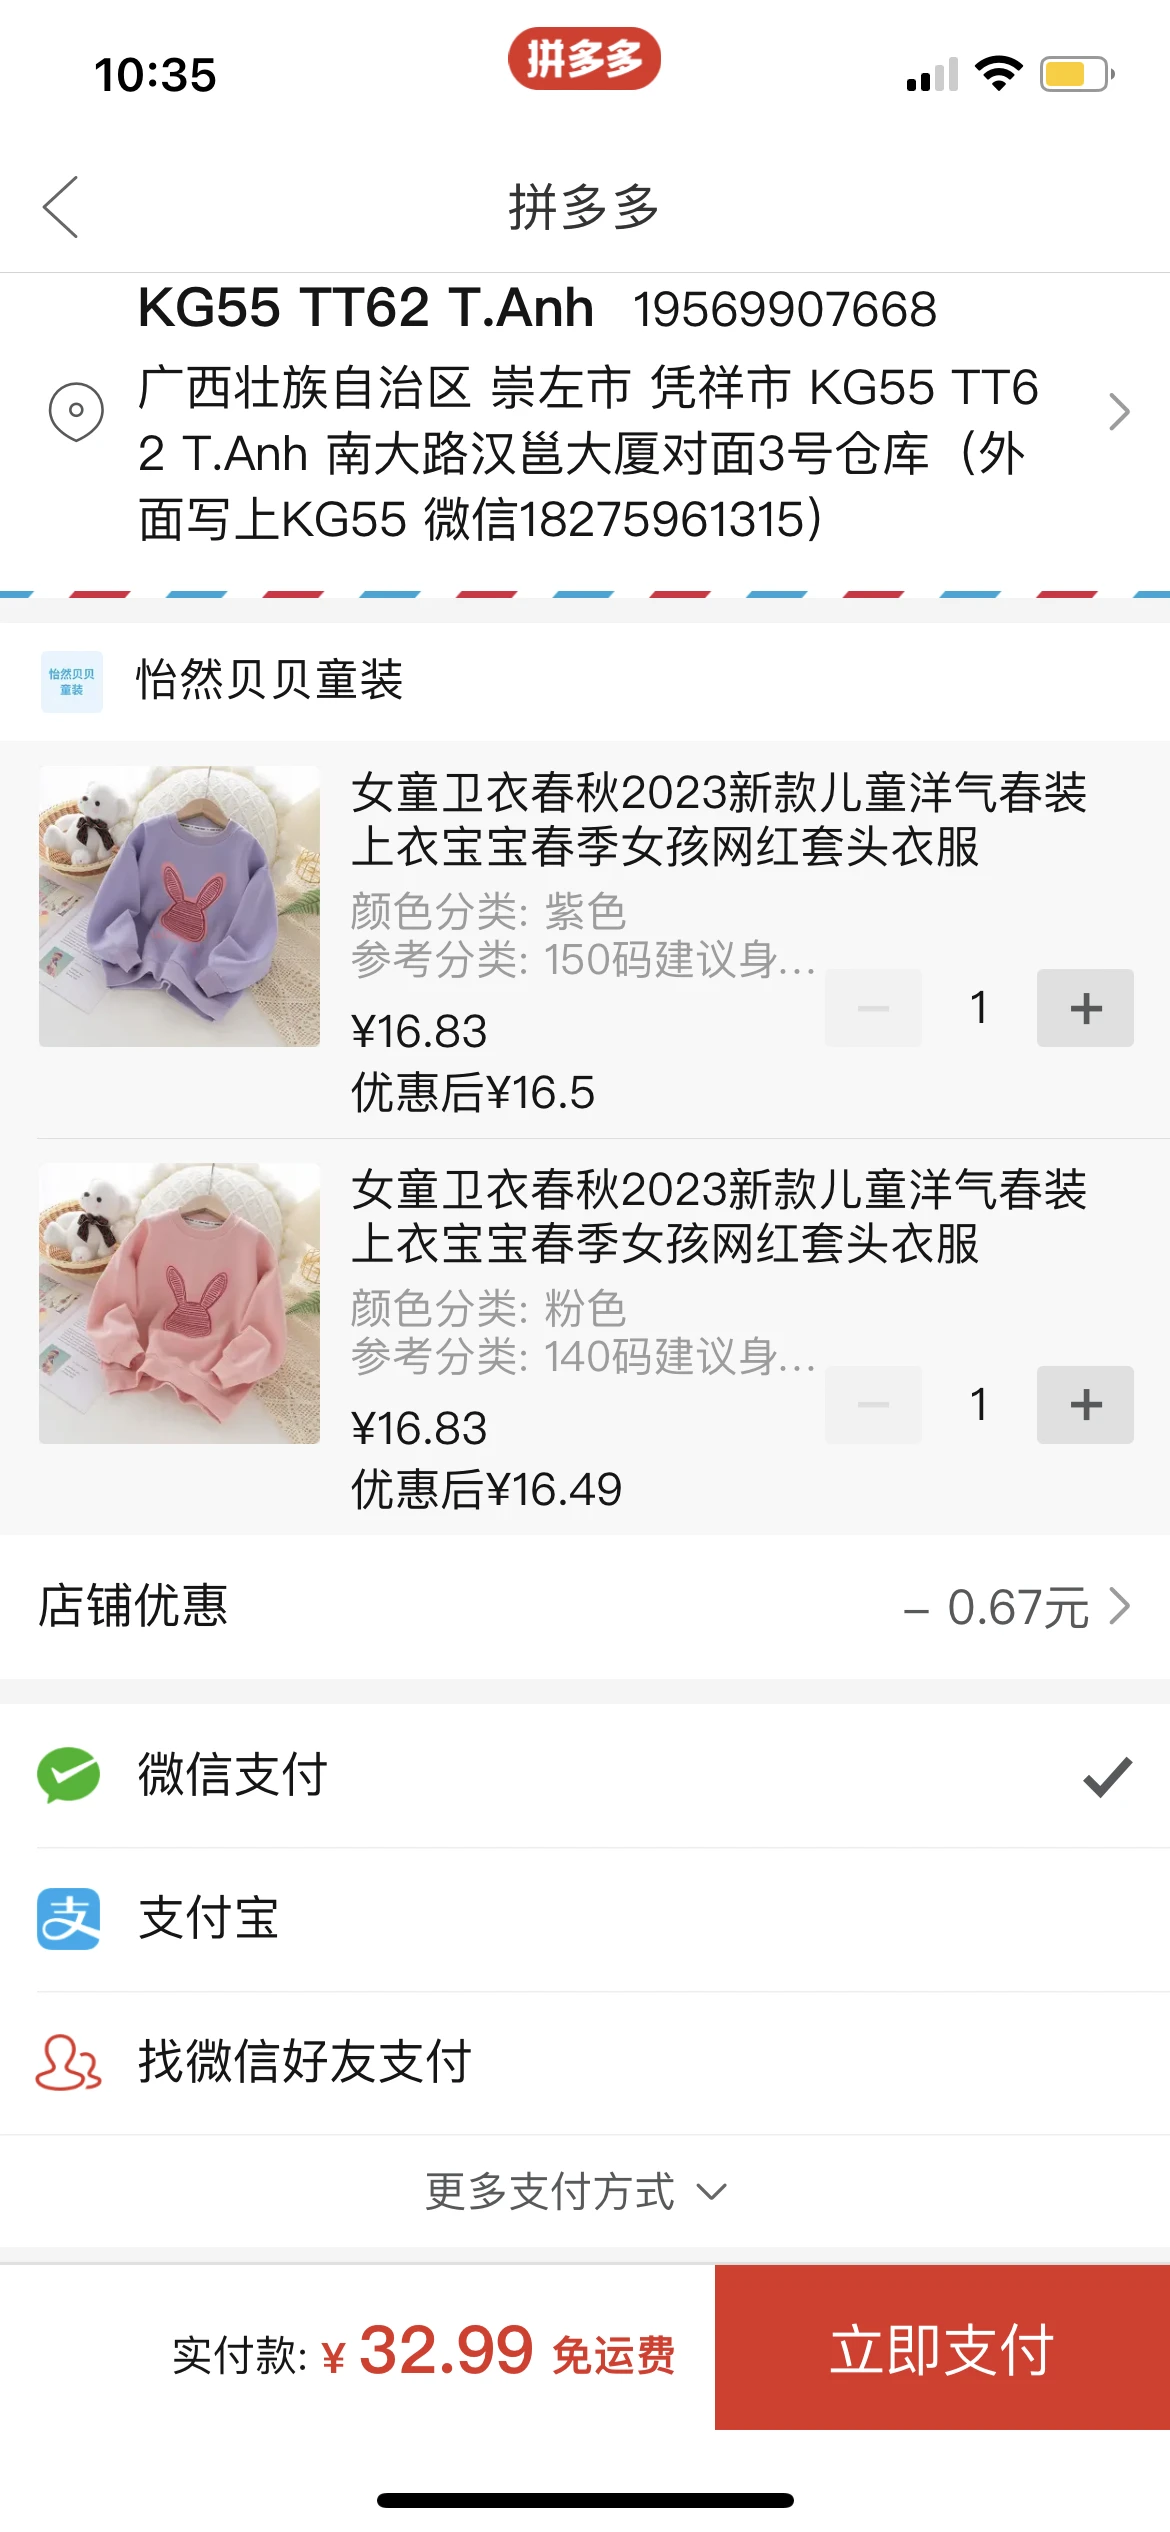 10:35
拼多多
拼多多
KG55 TT62 T.Anh 19569907668
广西壮族自治区 崇左市 凭祥市 KG55 TT6
2 T.Anh 南大路汉邕大厦对面3号仓库（外
面写上KG55 微信18275961315）
怡然贝贝
童装
怡然贝贝童装
女童卫衣春秋2023新款儿童洋气春装
上衣宝宝春季女孩网红套头衣服
颜色分类: 紫色
参考分类: 150码建议身...
1
¥16.83
优惠后¥16.5
女童卫衣春秋2023新款儿童洋气春装
上衣宝宝春季女孩网红套头衣服
颜色分类: 粉色
参考分类: 140码建议身...
1
¥16.83
优惠后¥16.49
店铺优惠 – 0.67元
微信支付
支
支付宝
找微信好友支付
更多支付方式
实付款: ¥ 32.99 免运费
立即支付